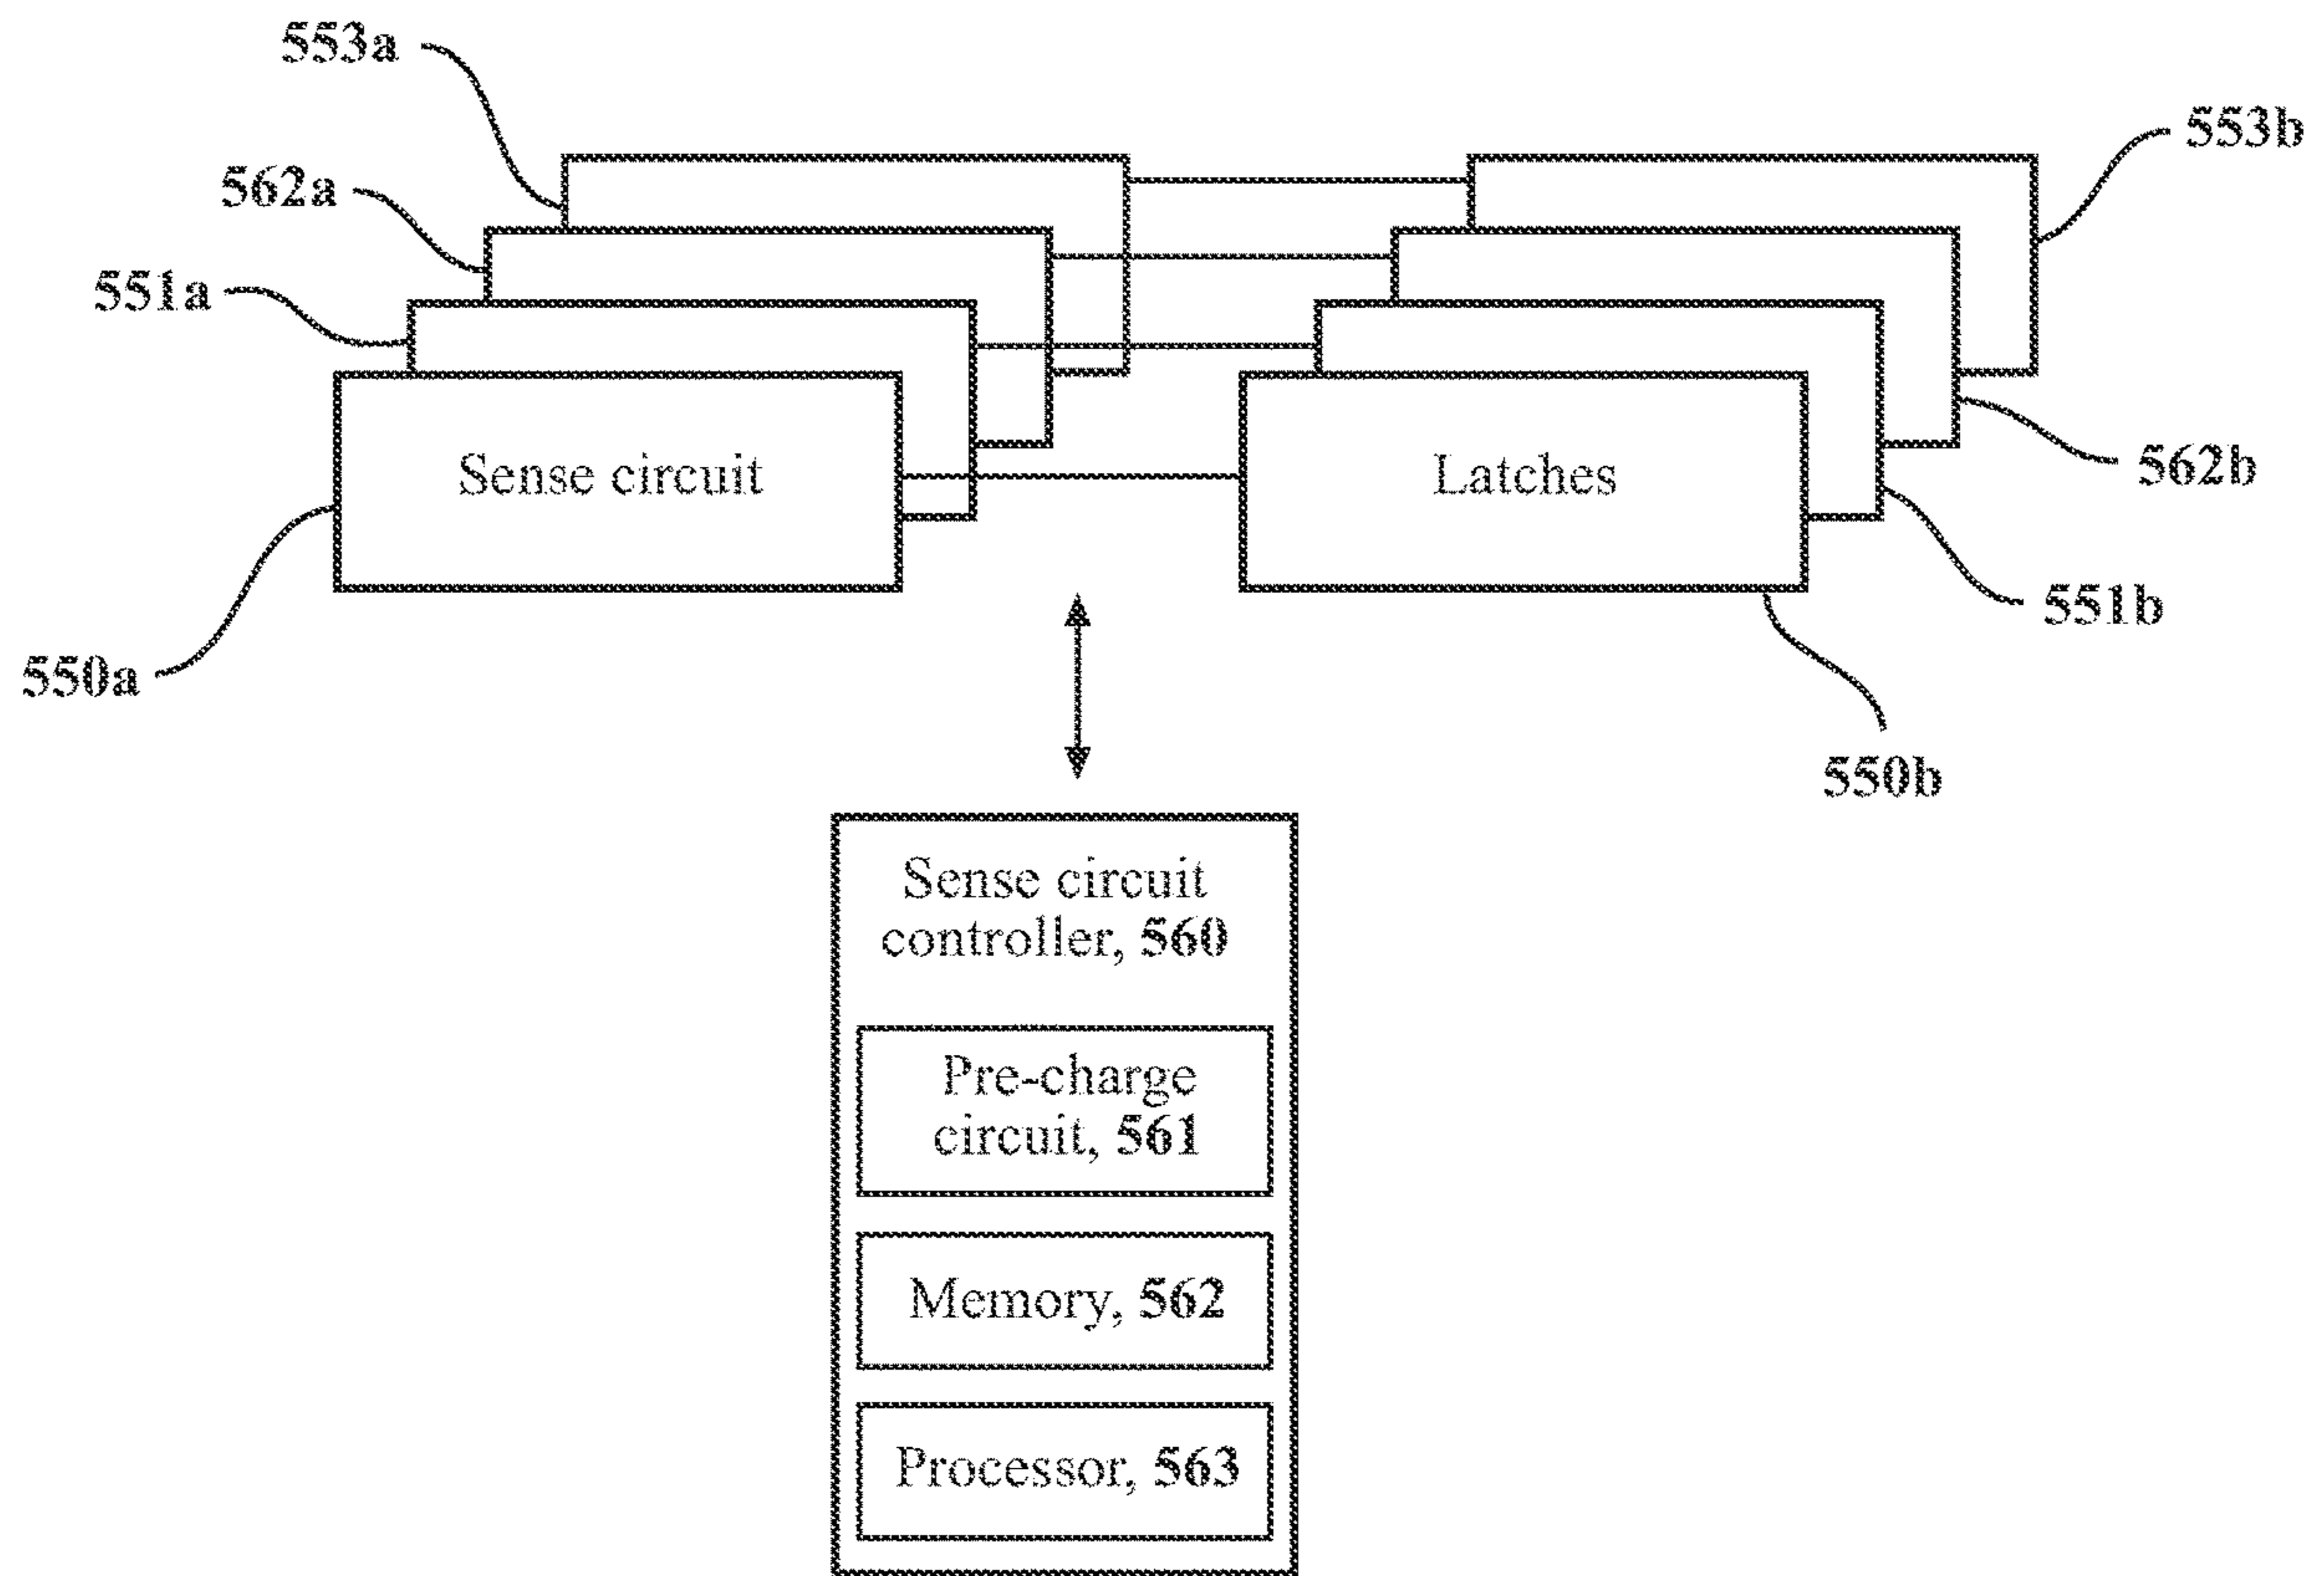 553a
553b
562a
551a
Sense circuit
Latches
562b
551b
550a
550b
Sense circuit
controller, 560
Pre-charge
circuit, 561
Memory, 562
Processor, 563